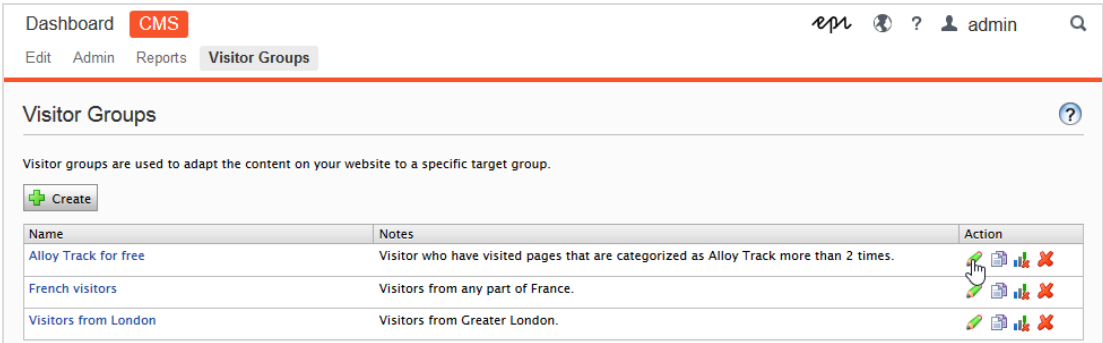 Dashboard CMS epi ? admin
Edit Admin Reports Visitor Groups
Visitor Groups ?
Visitor groups are used to adapt the content on your website to a specific target group.
Create
Name Notes Action
Alloy Track for free Visitor who have visited pages that are categorized as Alloy Track more than 2 times.
French visitors Visitors from any part of France.
Visitors from London Visitors from Greater London.